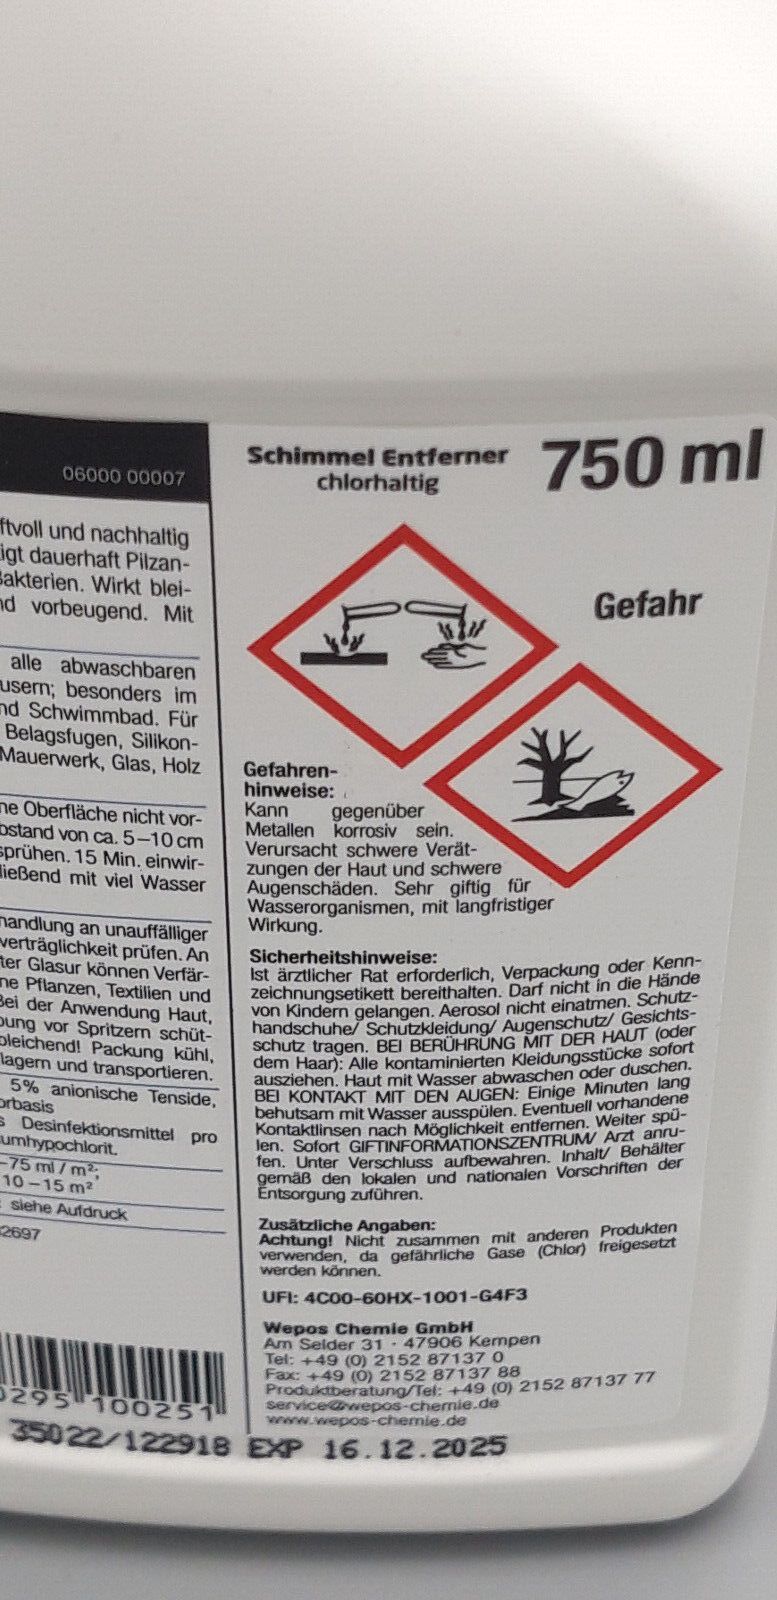 06000 00007
ftvoll und nachhaltig
igt dauerhaft Pilzan-
akterien. Wirkt blei-
nd vorbeugend. Mit
alle abwaschbaren
usern; besonders im
nd Schwimmbad. Für
Belagsfugen, Silikon-
Mauerwerk, Glas, Holz
ne Oberfläche nicht vor-
bstand von ca. 5–10 cm
sprühen. 15 Min. einwir-
ließend mit viel Wasser
handlung an unauffälliger
verträglichkeit prüfen. An
ter Glasur können Verfär-
ne Pflanzen, Textilien und
Bei der Anwendung Haut,
bung vor Spritzern schüt-
bleichend! Packung kühl,
lagern und transportieren.
5% anionische Tenside,
orbasis
s Desinfektionsmittel pro
umhypochlorit.
–75 ml / m²;
10 – 15 m²
: siehe Aufdruck
2697
0295 100251
Schimmel Entferner
chlorhaltig
750 ml
Gefahr
Gefahren-
hinweise:
Kann gegenüber
Metallen korrosiv sein.
Verursacht schwere Verät-
zungen der Haut und schwere
Augenschäden. Sehr giftig für
Wasserorganismen, mit langfristiger
Wirkung.
Sicherheitshinweise:
Ist ärztlicher Rat erforderlich, Verpackung oder Kenn-
zeichnungsetikett bereithalten. Darf nicht in die Hände
von Kindern gelangen. Aerosol nicht einatmen. Schutz-
handschuhe/ Schutzkleidung/ Augenschutz/ Gesichts-
schutz tragen. BEI BERÜHRUNG MIT DER HAUT (oder
dem Haar): Alle kontaminierten Kleidungsstücke sofort
ausziehen. Haut mit Wasser abwaschen oder duschen.
BEI KONTAKT MIT DEN AUGEN: Einige Minuten lang
behutsam mit Wasser ausspülen. Eventuell vorhandene
Kontaktlinsen nach Möglichkeit entfernen. Weiter spü-
len. Sofort GIFTINFORMATIONSZENTRUM/ Arzt anru-
fen. Unter Verschluss aufbewahren. Inhalt/ Behälter
gemäß den lokalen und nationalen Vorschriften der
Entsorgung zuführen.
Zusätzliche Angaben:
Achtung! Nicht zusammen mit anderen Produkten
verwenden, da gefährliche Gase (Chlor) freigesetzt
werden können.
UFI: 4C00-60HX-1001-G4F3
Wepos Chemie GmbH
Am Selder 31 · 47906 Kempen
Tel: +49 (0) 2152 87137 0
Fax: +49 (0) 2152 87137 88
Produktberatung/Tel: +49 (0) 2152 87137 77
service@wepos-chemie.de
www.wepos-chemie.de
35022/122918 EXP 16.12.2025